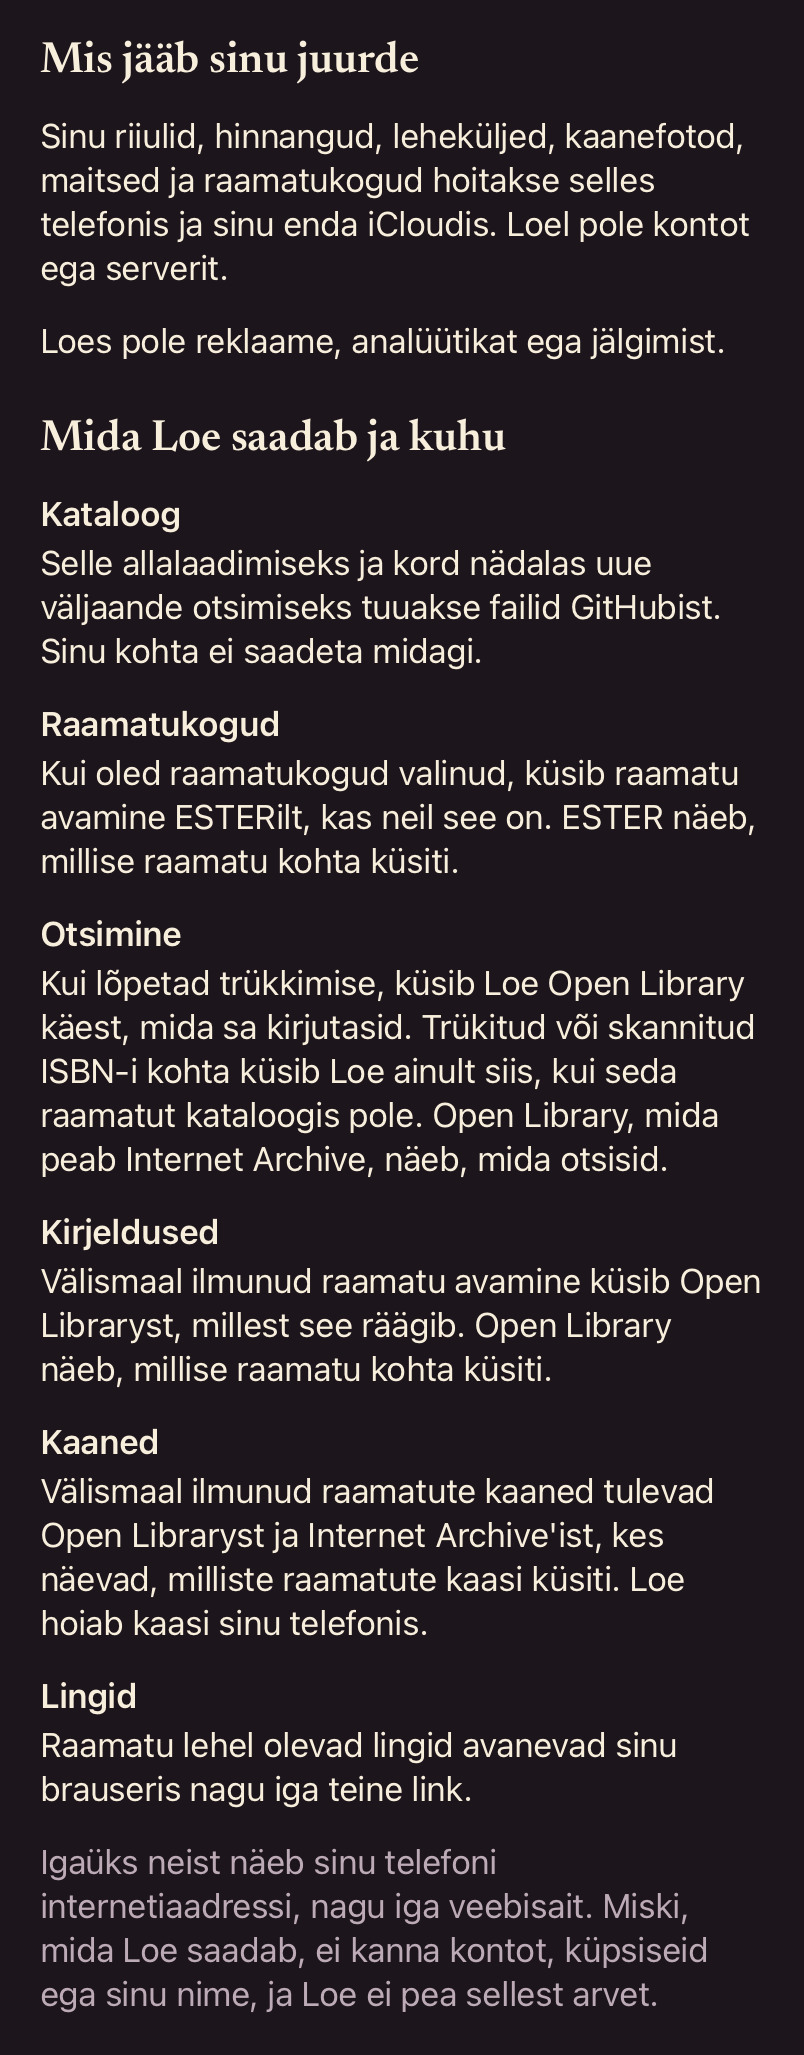 Mis jääb sinu juurde
Sinu riiulid, hinnangud, leheküljed, kaanefotod,
maitsed ja raamatukogud hoitakse selles
telefonis ja sinu enda iCloudis. Loel pole kontot
ega serverit.
Loes pole reklaame, analüütikat ega jälgimist.
Mida Loe saadab ja kuhu
Kataloog
Selle allalaadimiseks ja kord nädalas uue
väljaande otsimiseks tuuakse failid GitHubist.
Sinu kohta ei saadeta midagi.
Raamatukogud
Kui oled raamatukogud valinud, küsib raamatu
avamine ESTERilt, kas neil see on. ESTER näeb,
millise raamatu kohta küsiti.
Otsimine
Kui lõpetad trükkimise, küsib Loe Open Library
käest, mida sa kirjutasid. Trükitud või skannitud
ISBN-i kohta küsib Loe ainult siis, kui seda
raamatut kataloogis pole. Open Library, mida
peab Internet Archive, näeb, mida otsisid.
Kirjeldused
Välismaal ilmunud raamatu avamine küsib Open
Libraryst, millest see räägib. Open Library
näeb, millise raamatu kohta küsiti.
Kaaned
Välismaal ilmunud raamatute kaaned tulevad
Open Libraryst ja Internet Archive'ist, kes
näevad, milliste raamatute kaasi küsiti. Loe
hoiab kaasi sinu telefonis.
Lingid
Raamatu lehel olevad lingid avanevad sinu
brauseris nagu iga teine link.
Igaüks neist näeb sinu telefoni
internetiaadressi, nagu iga veebisait. Miski,
mida Loe saadab, ei kanna kontot, küpsiseid
ega sinu nime, ja Loe ei pea sellest arvet.